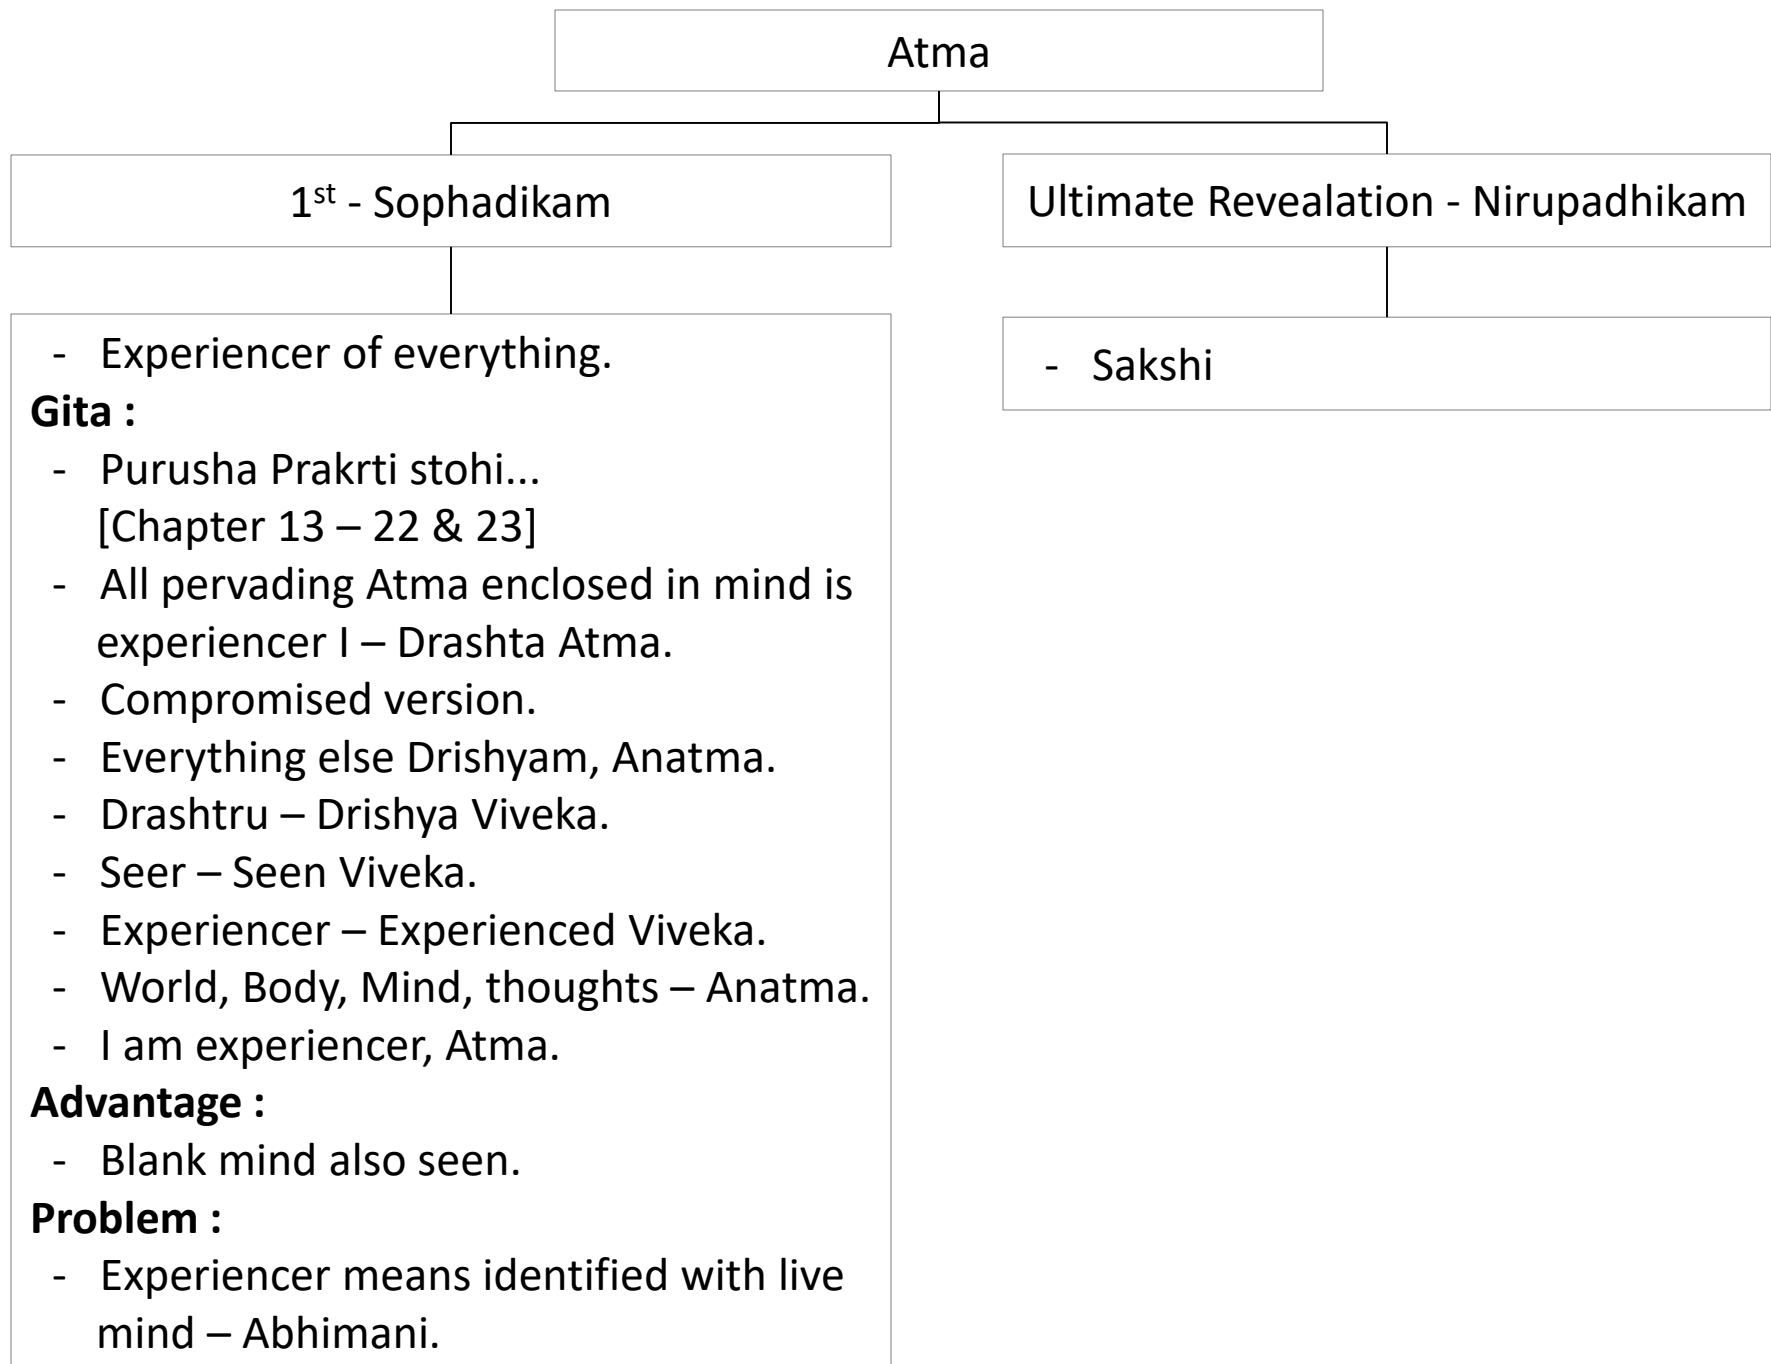 Atma
1st - Sophadikam
Ultimate Revealation - Nirupadhikam
- Experiencer of everything.
Gita :
- Purusha Prakrti stohi...
[Chapter 13 – 22 & 23]
- All pervading Atma enclosed in mind is
experiencer I – Drashta Atma.
- Compromised version.
- Everything else Drishyam, Anatma.
- Drashtru – Drishya Viveka.
- Seer – Seen Viveka.
- Experiencer – Experienced Viveka.
- World, Body, Mind, thoughts – Anatma.
- I am experiencer, Atma.
Advantage :
- Blank mind also seen.
Problem :
- Experiencer means identified with live
mind – Abhimani.
- Sakshi